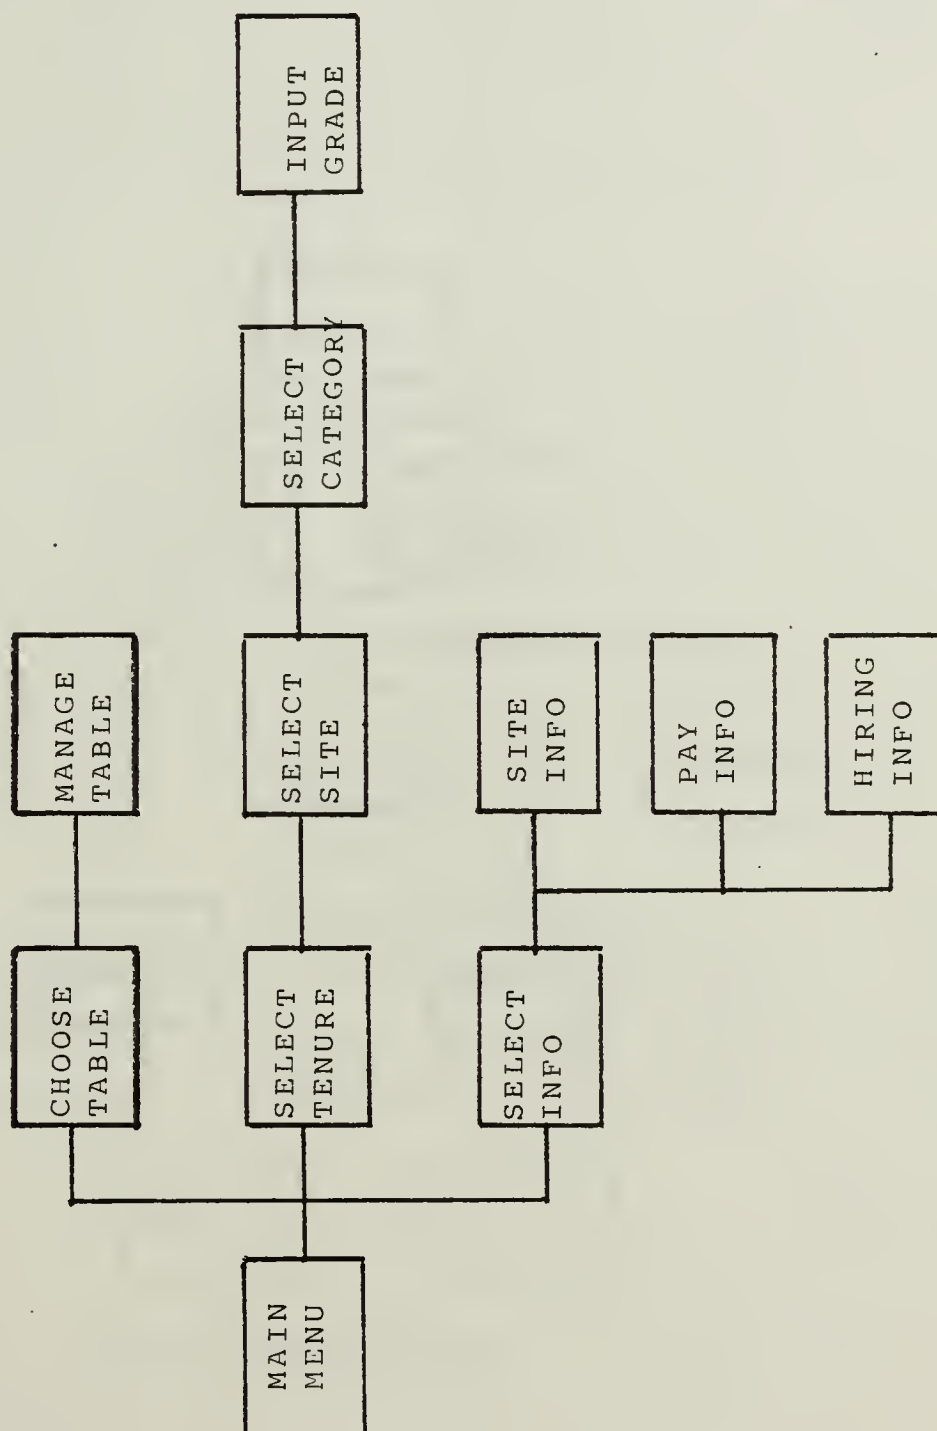 MAIN
MENU
CHOOSE
TABLE
MANAGE
TABLE
SELECT
TENURE
SELECT
SITE
SELECT
CATEGORY
INPUT
GRADE
SELECT
INFO
SITE
INFO
PAY
INFO
HIRING
INFO